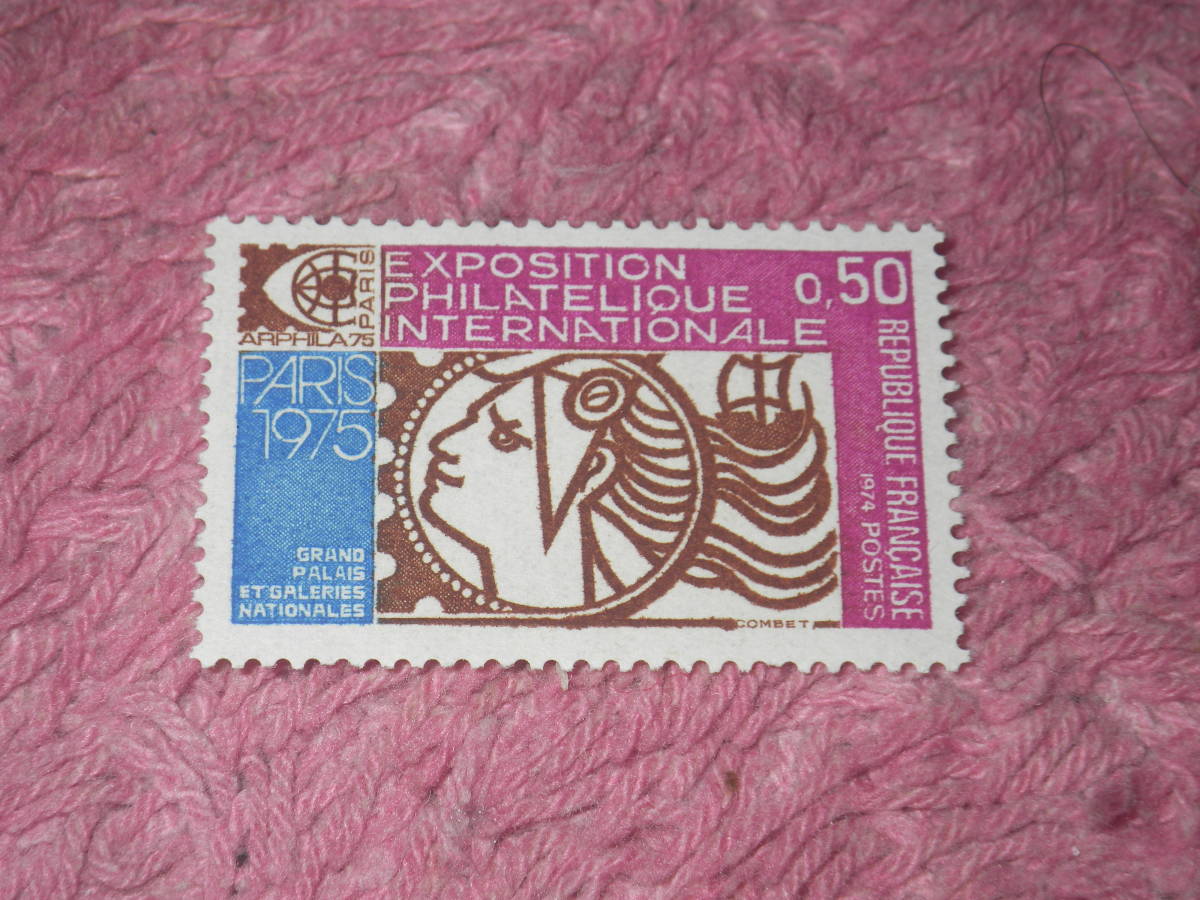 EXPOSITION
PHILATELIQUE
INTERNATIONALE
0,50
PARIS
ARPHILA 75
PARIS
1975
GRAND
PALAIS
ET GALERIES
NATIONALES
REPUBLIQUE FRANÇAISE
1974 POSTES
COMBET